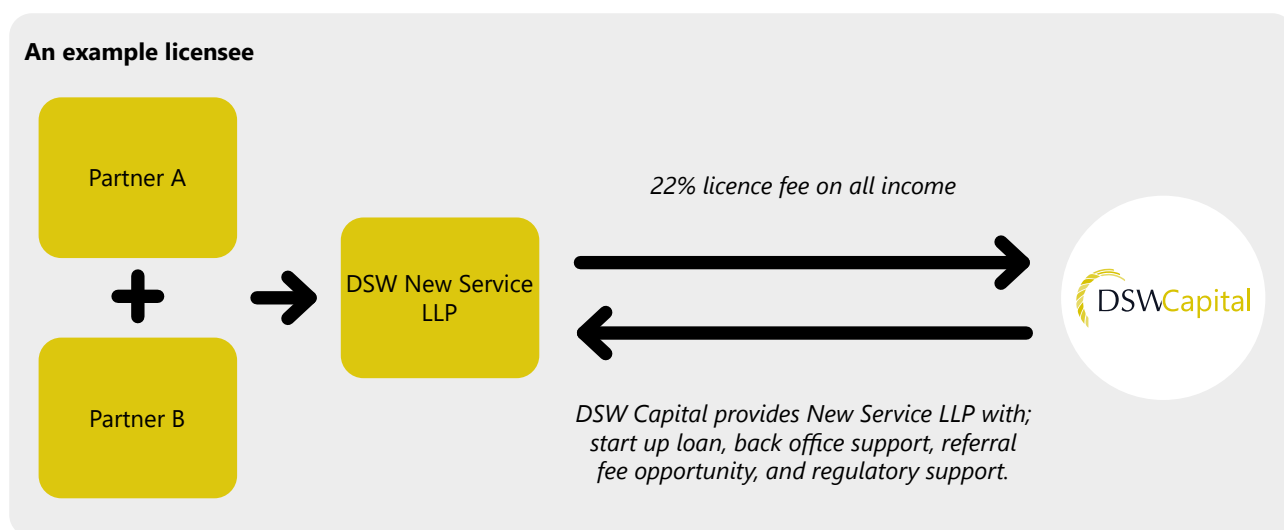 An example licensee
Partner A
Partner B
DSW New Service
LLP
22% licence fee on all income
DSW Capital provides New Service LLP with;
start up loan, back office support, referral
fee opportunity, and regulatory support.
DSWCapital